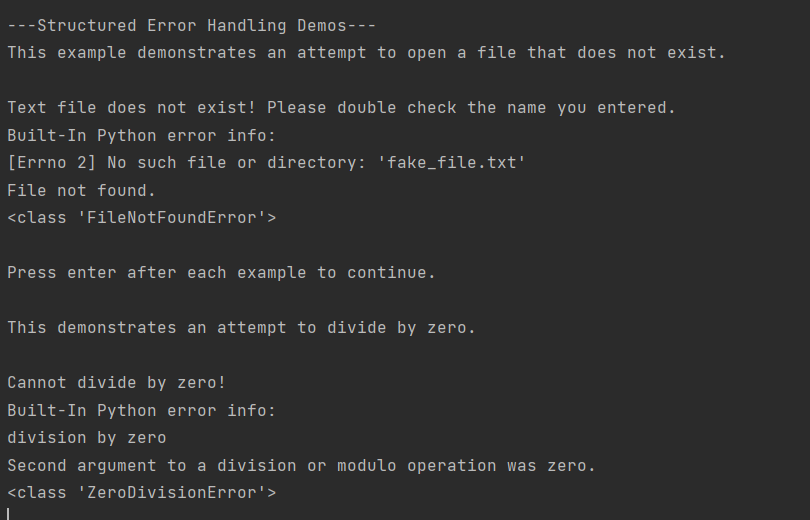 ---Structured Error Handling Demos---
This example demonstrates an attempt to open a file that does not exist.
Text file does not exist! Please double check the name you entered.
Built-In Python error info:
[Errno 2] No such file or directory: 'fake_file.txt'
File not found.
<class 'FileNotFoundError'>
Press enter after each example to continue.
This demonstrates an attempt to divide by zero.
Cannot divide by zero!
Built-In Python error info:
division by zero
Second argument to a division or modulo operation was zero.
<class 'ZeroDivisionError'>